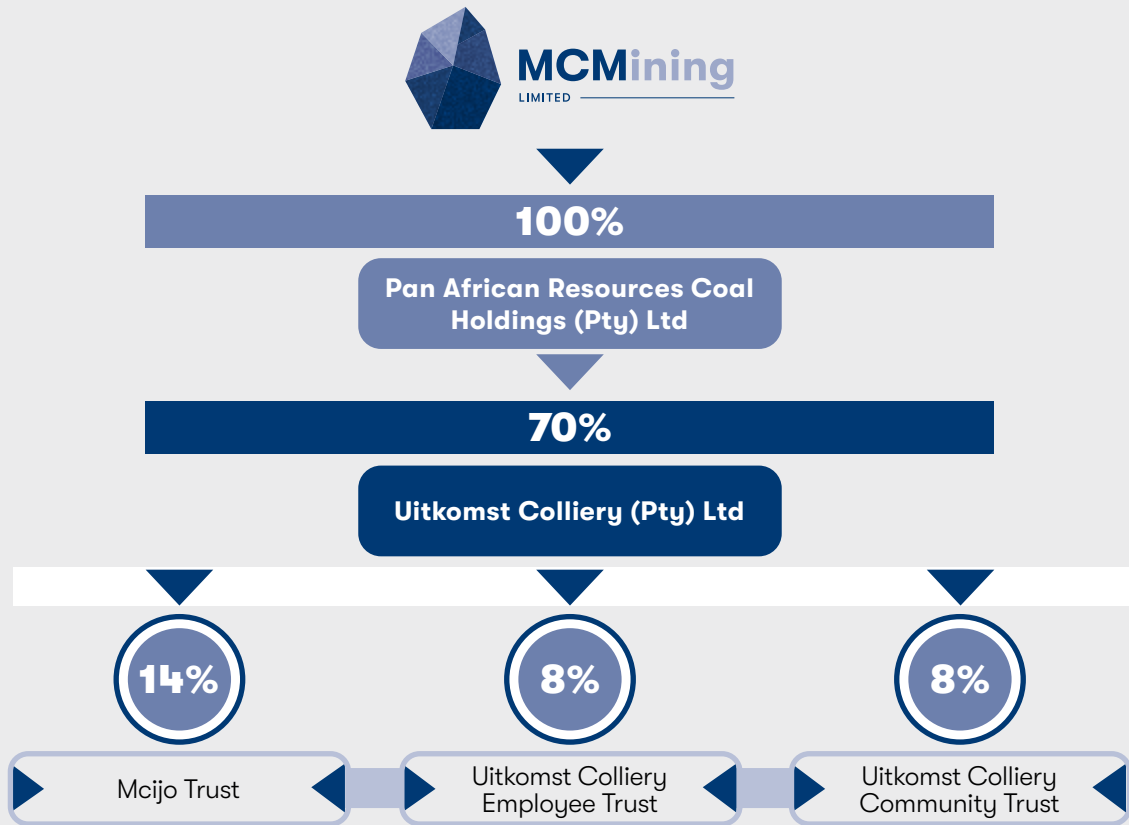 MCMining
LIMITED
100%
Pan African Resources Coal
Holdings (Pty) Ltd
70%
Uitkomst Colliery (Pty) Ltd
14%
8%
8%
Mcijo Trust
Uitkomst Colliery
Employee Trust
Uitkomst Colliery
Community Trust